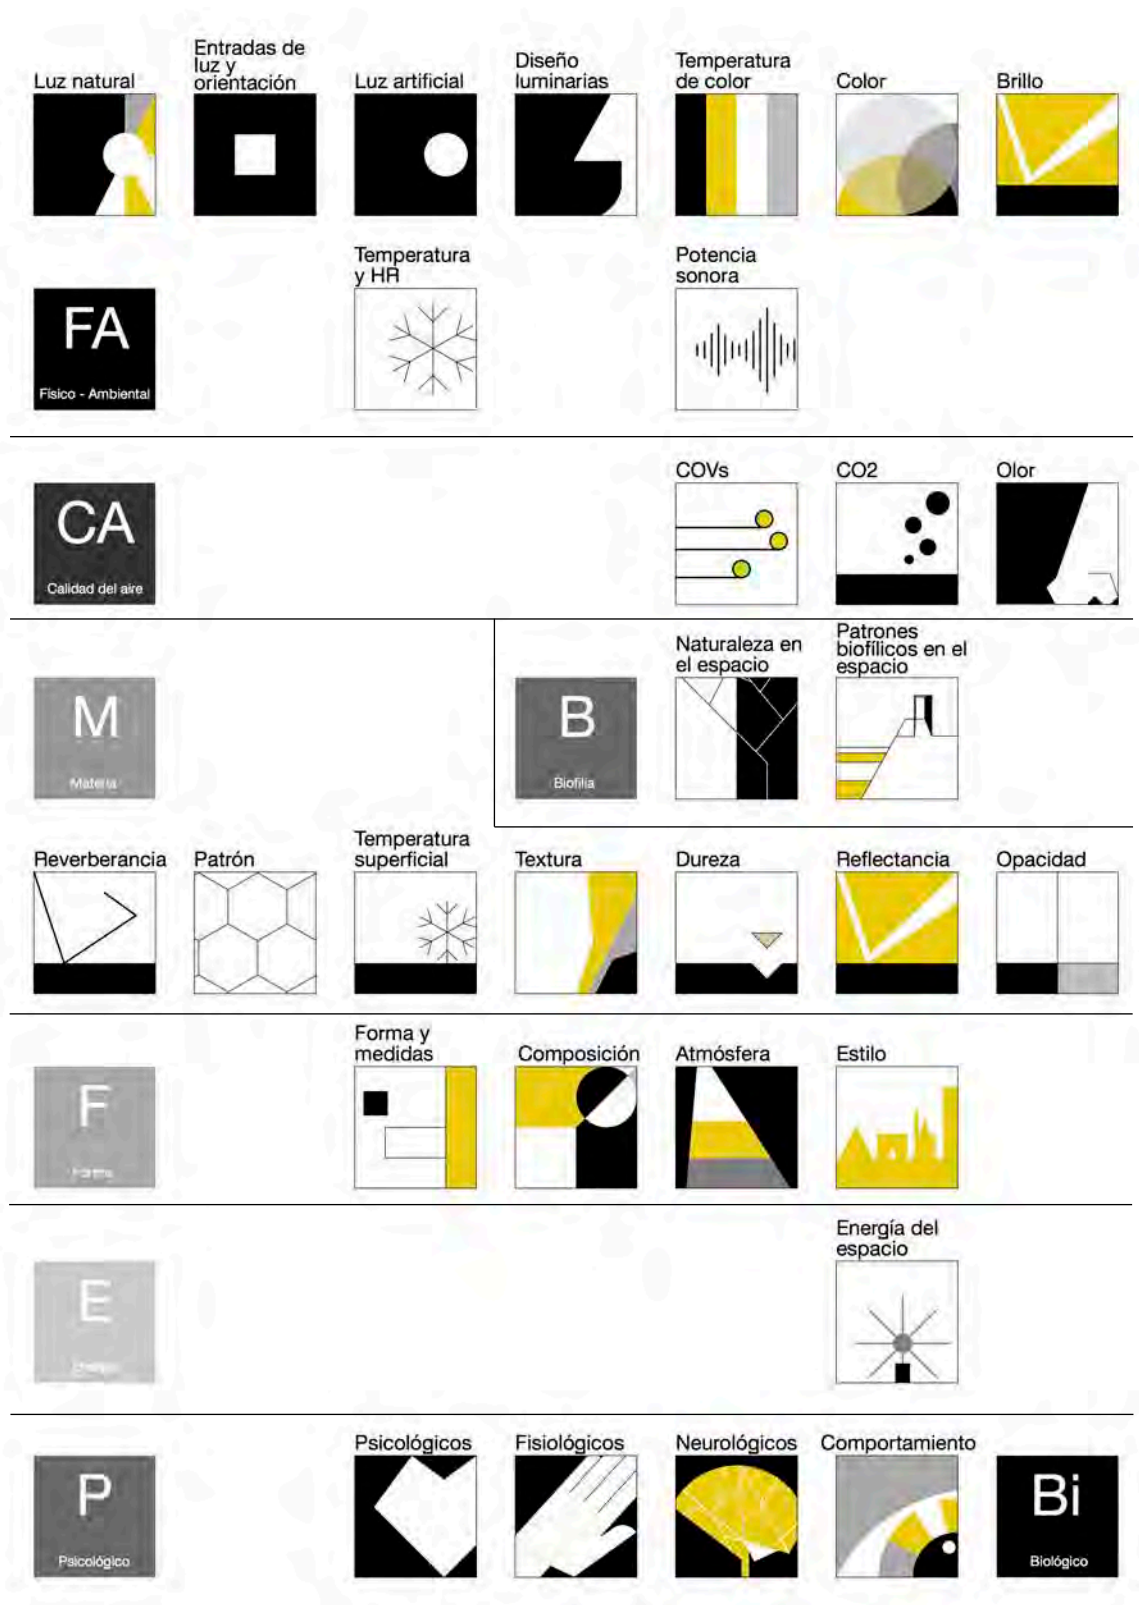 Luz natural
Entradas de
luz y
orientación
Luz artificial
Diseño
luminarias
Temperatura
de color
Color
Brillo
FA
Físico - Ambiental
Temperatura
y HR
Potencia
sonora
CA
Calidad del aire
COVs
CO2
Olor
M
Materia
B
Biofilia
Naturaleza en
el espacio
Patrones
biofílicos en el
espacio
Reverberancia
Patrón
Temperatura
superficial
Textura
Dureza
Reflectancia
Opacidad
F
Forma
Forma y
medidas
Composición
Atmósfera
Estilo
E
Energía del
espacio
P
Psicológico
Psicológicos
Fisiológicos
Neurológicos
Comportamiento
Bi
Biológico